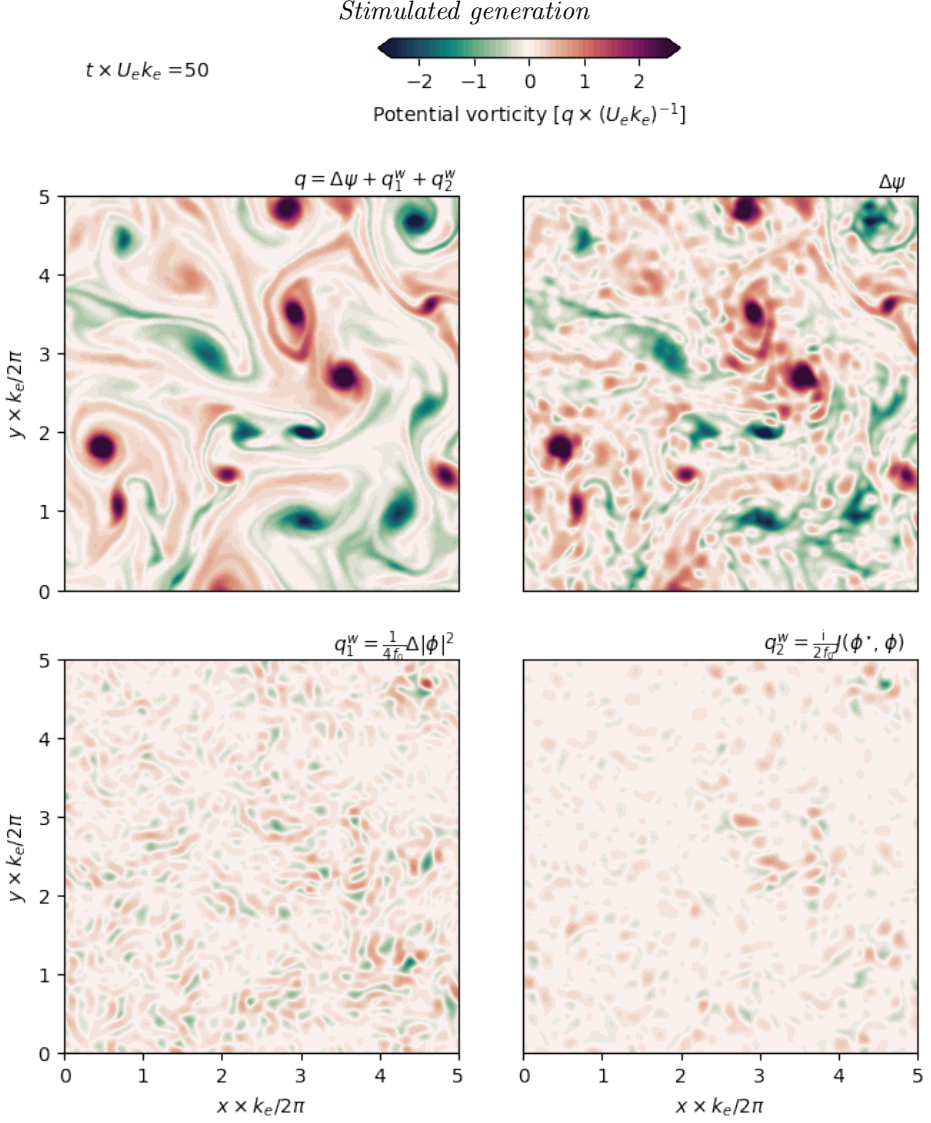 Stimulated generation
t × U_e k_e =50
−2 −1 0 1 2
Potential vorticity [q × (U_e k_e)^{−1}]
q = Δψ + q_1^w + q_2^w
Δψ
5
4
3
2
1
0
y × k_e/2π
q_1^w = \frac{1}{4f_0}Δ|ϕ|^2
q_2^w = \frac{i}{2f_0}J(ϕ^⋆, ϕ)
5
4
3
2
1
0
y × k_e/2π
0 1 2 3 4 5
0 1 2 3 4 5
x × k_e/2π
x × k_e/2π